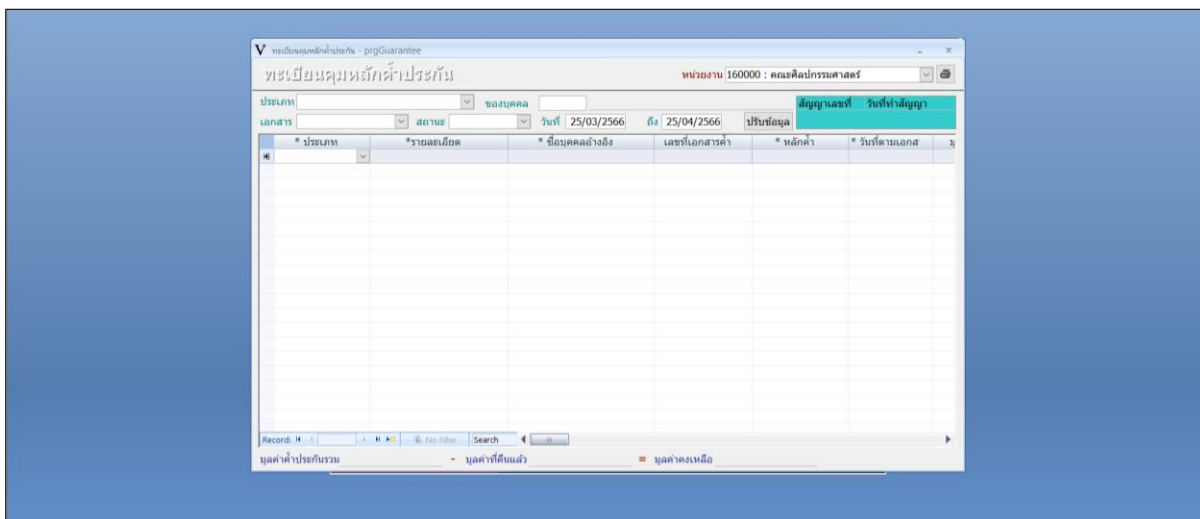 V ทะเบียนคุมหลักค้ำประกัน - prgGuarantee
ทะเบียนคุมหลักค้ำประกัน หน่วยงาน 160000 : คณะศิลปกรรมศาสตร์
ประเภท ของบุคคล สัญญาเลขที่ วันที่ทำสัญญา
เอกสาร สถานะ วันที่ 25/03/2566 ถึง 25/04/2566 ปรับข้อมูล
* ประเภท *รายละเอียด * ชื่อบุคคลอ้างอิง เลขที่เอกสารค้ำ * หลักค้ำ * วันที่ตามเอกส
Record: No Filter Search
มูลค่าค้ำประกันรวม - มูลค่าที่คืนแล้ว = มูลค่าคงเหลือ